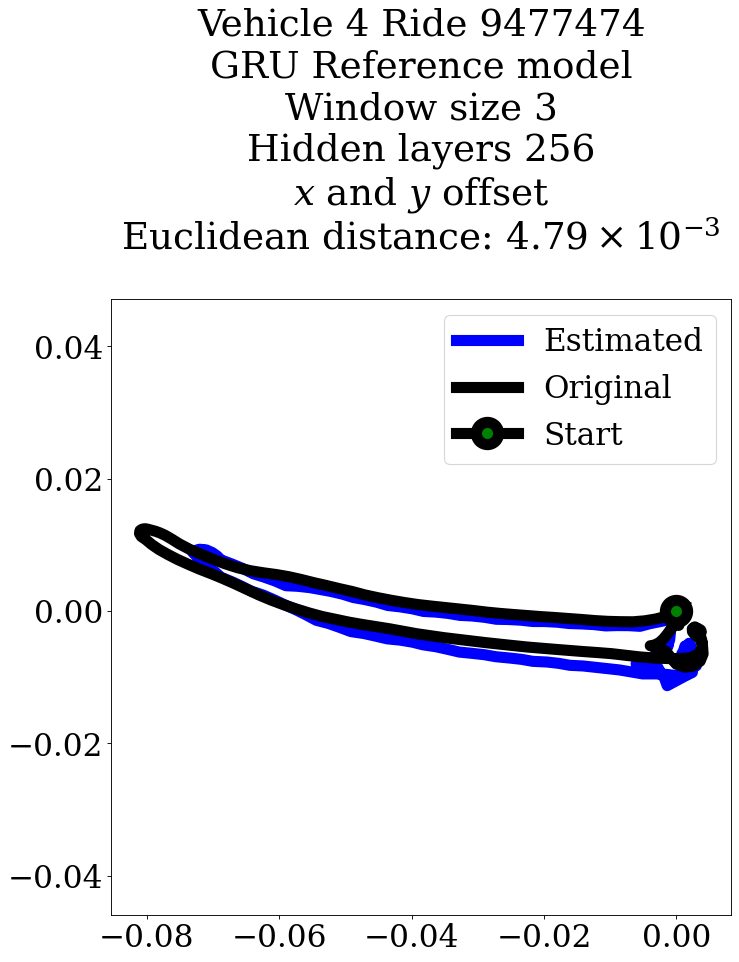 Vehicle 4 Ride 9477474
GRU Reference model
Window size 3
Hidden layers 256
x and y offset
Euclidean distance: 4.79 × 10⁻³
Estimated
Original
Start
0.04
0.02
0.00
−0.02
−0.04
−0.08 −0.06 −0.04 −0.02 0.00